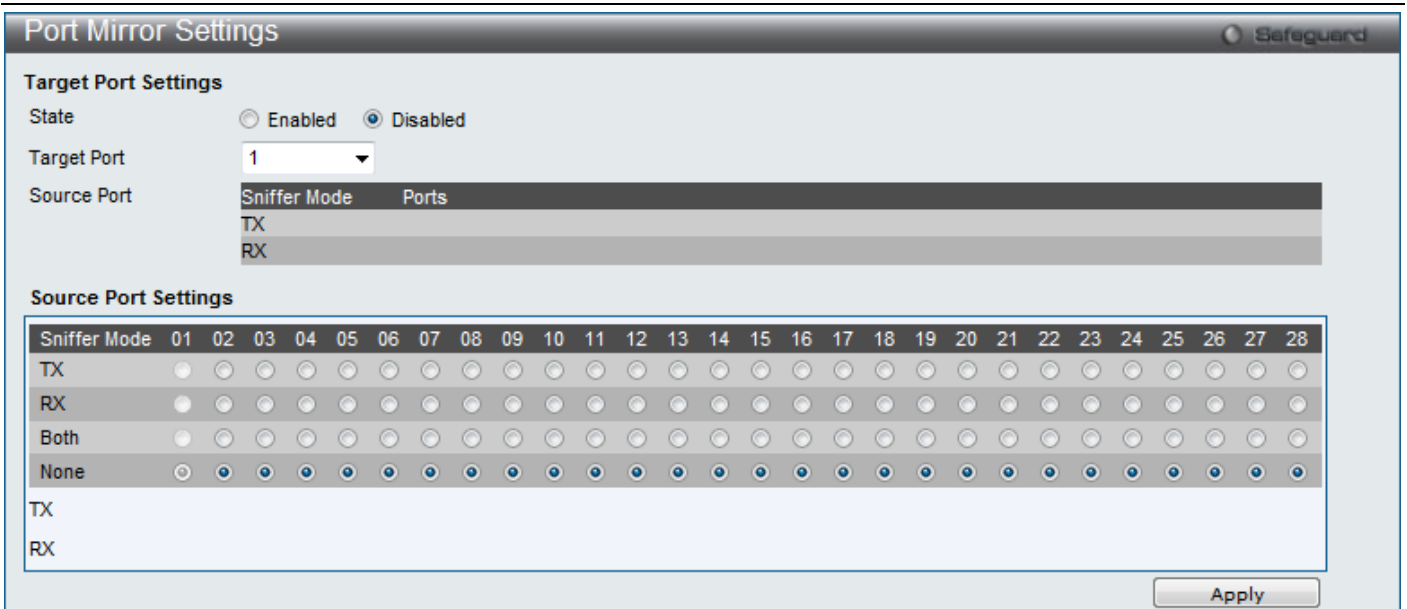 Port Mirror Settings
Safeguard
Target Port Settings
State Enabled Disabled
Target Port 1
Source Port Sniffer Mode Ports
TX
RX
Source Port Settings
Sniffer Mode 01 02 03 04 05 06 07 08 09 10 11 12 13 14 15 16 17 18 19 20 21 22 23 24 25 26 27 28
TX
RX
Both
None
TX
RX
Apply